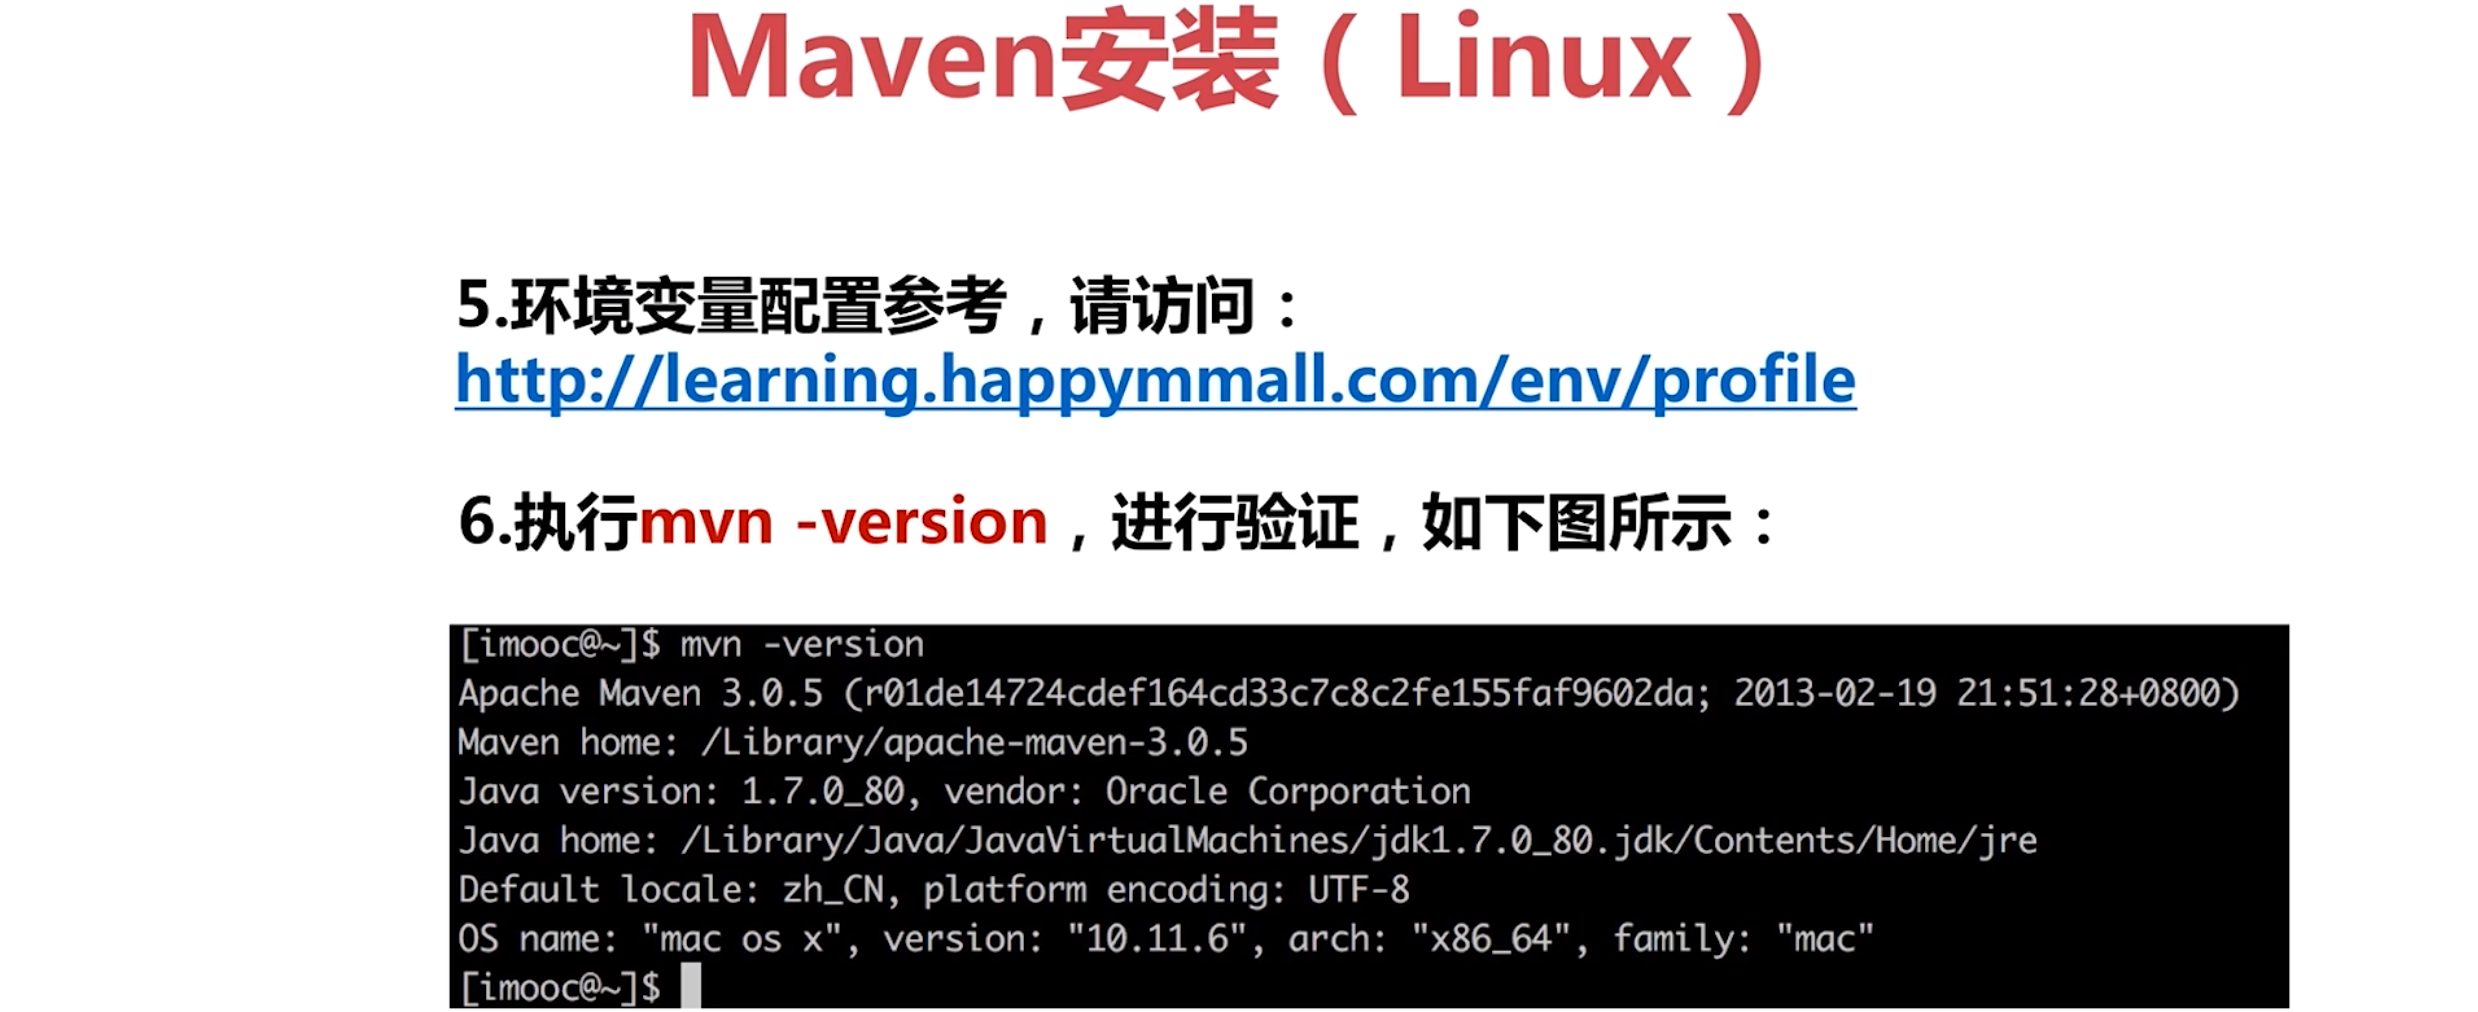 Maven安装（Linux）
5.环境变量配置参考，请访问：
http://learning.happymmall.com/env/profile
6.执行mvn -version，进行验证，如下图所示：
[imooc@~]$ mvn -version
Apache Maven 3.0.5 (r01de14724cdef164cd33c7c8c2fe155faf9602da; 2013-02-19 21:51:28+0800)
Maven home: /Library/apache-maven-3.0.5
Java version: 1.7.0_80, vendor: Oracle Corporation
Java home: /Library/Java/JavaVirtualMachines/jdk1.7.0_80.jdk/Contents/Home/jre
Default locale: zh_CN, platform encoding: UTF-8
OS name: "mac os x", version: "10.11.6", arch: "x86_64", family: "mac"
[imooc@~]$